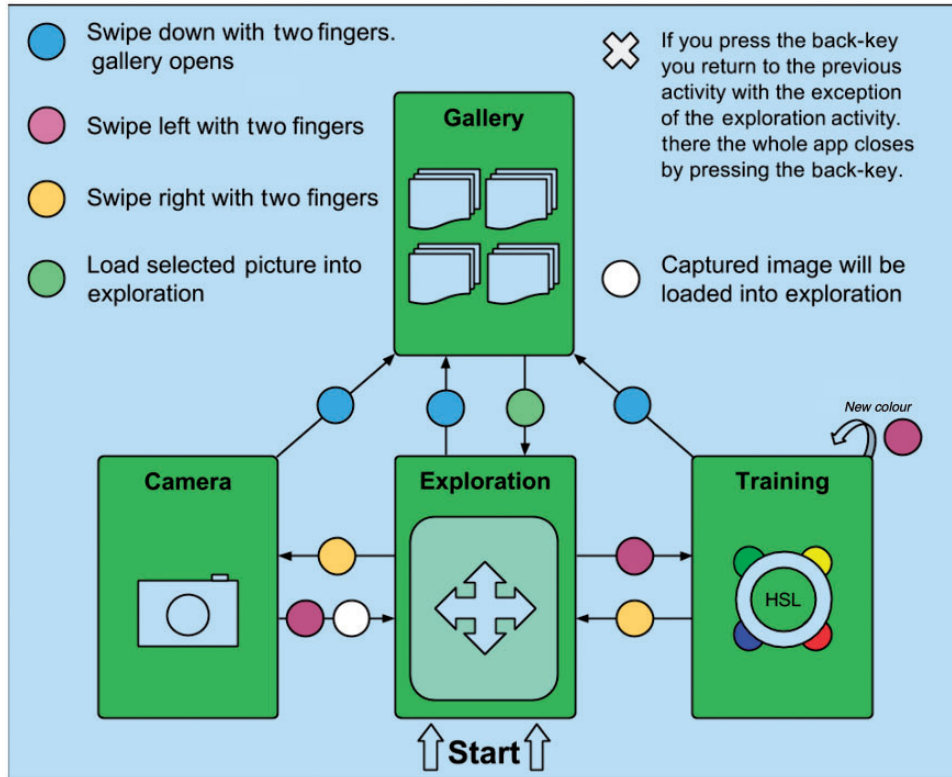 Swipe down with two fingers.
gallery opens
Swipe left with two fingers
Swipe right with two fingers
Load selected picture into
exploration
If you press the back-key
you return to the previous
activity with the exception
of the exploration activity.
there the whole app closes
by pressing the back-key.
Captured image will be
loaded into exploration
Gallery
New colour
Camera
Exploration
Training
HSL
Start